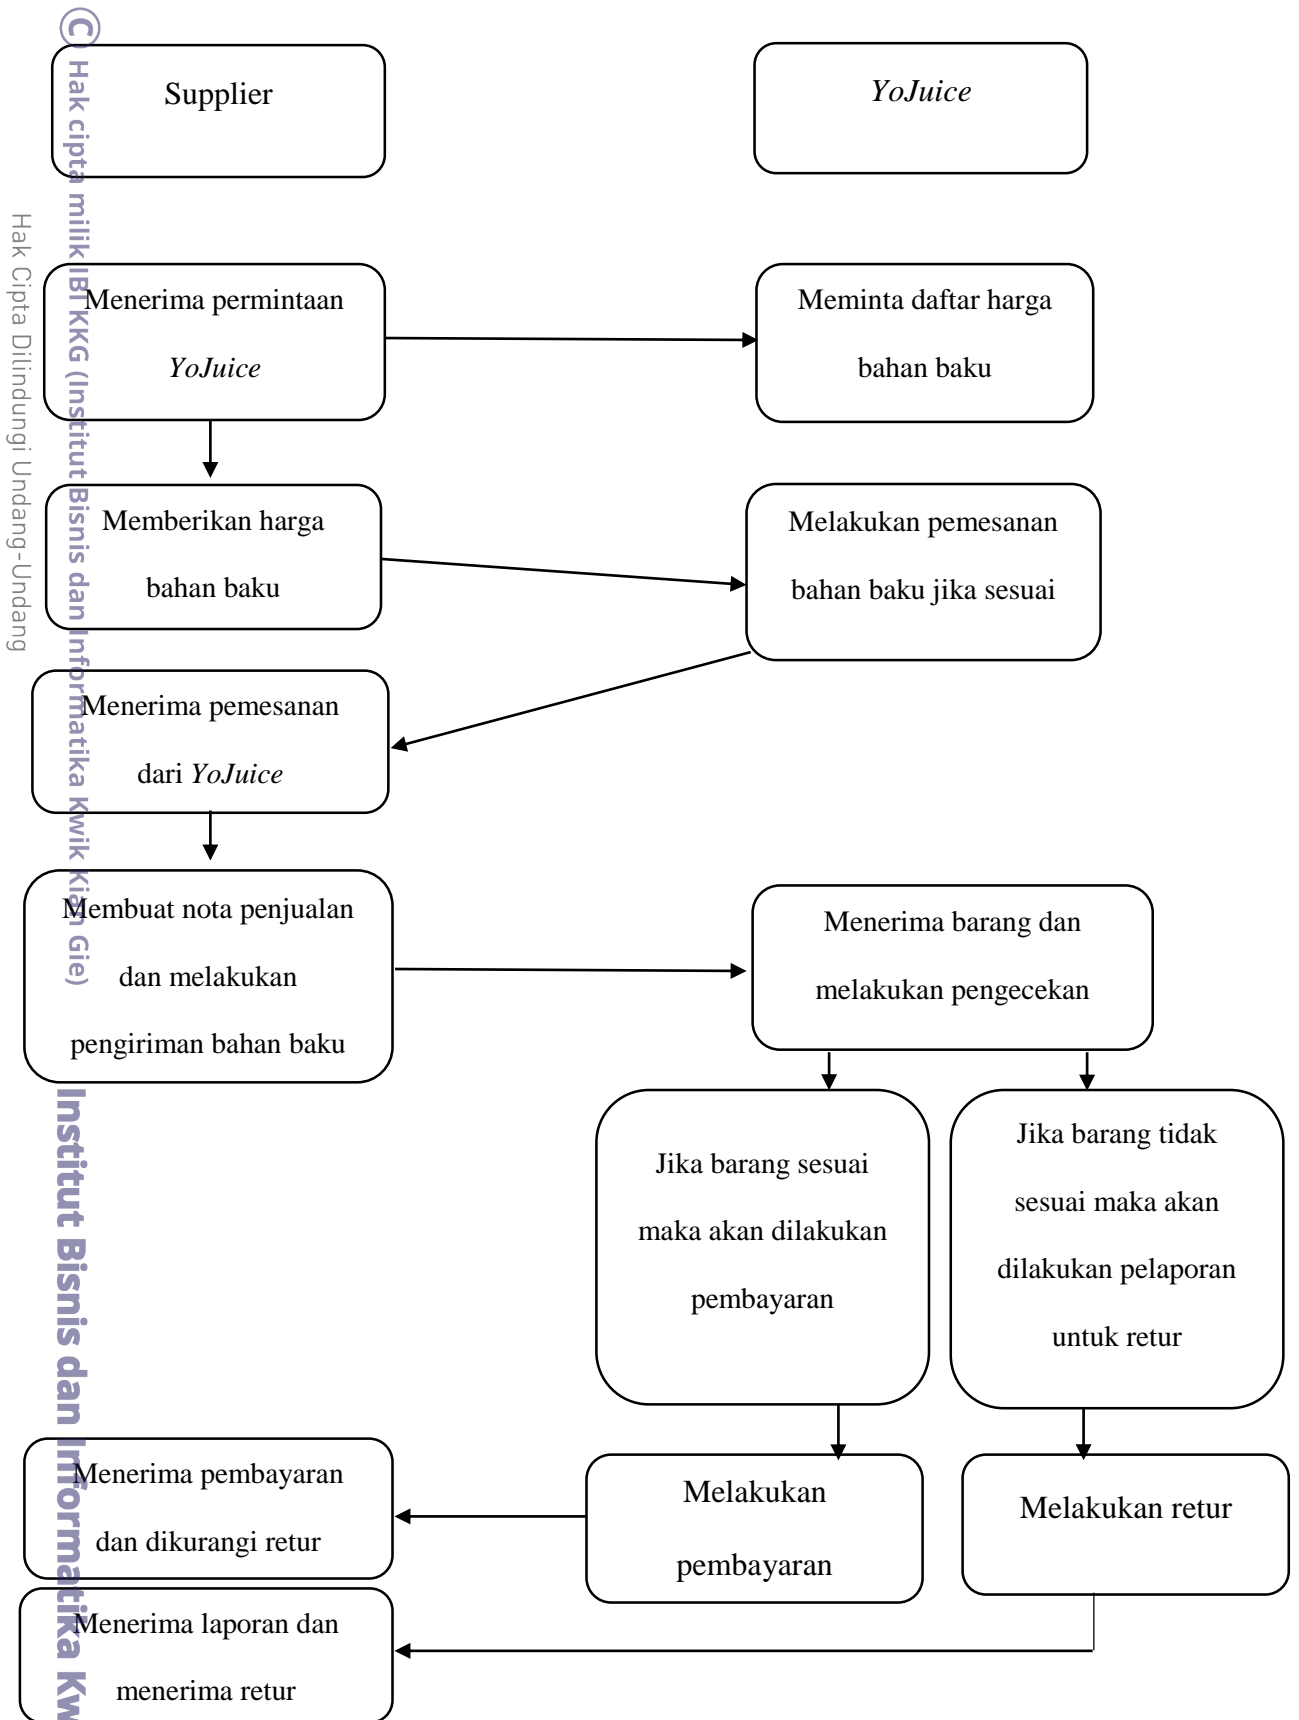 Supplier
YoJuice
Menerima permintaan
YoJuice
Meminta daftar harga
bahan baku
Memberikan harga
bahan baku
Melakukan pemesanan
bahan baku jika sesuai
Menerima pemesanan
dari YoJuice
Membuat nota penjualan
dan melakukan
pengiriman bahan baku
Menerima barang dan
melakukan pengecekan
Jika barang sesuai
maka akan dilakukan
pembayaran
Jika barang tidak
sesuai maka akan
dilakukan pelaporan
untuk retur
Menerima pembayaran
dan dikurangi retur
Melakukan
pembayaran
Melakukan retur
Menerima laporan dan
menerima retur
Hak Cipta Dilindungi Undang-Undang
© Hak cipta milik IBI KKG (Institut Bisnis dan Informatika Kwik Kian Gie)
Institut Bisnis dan Informatika Kw